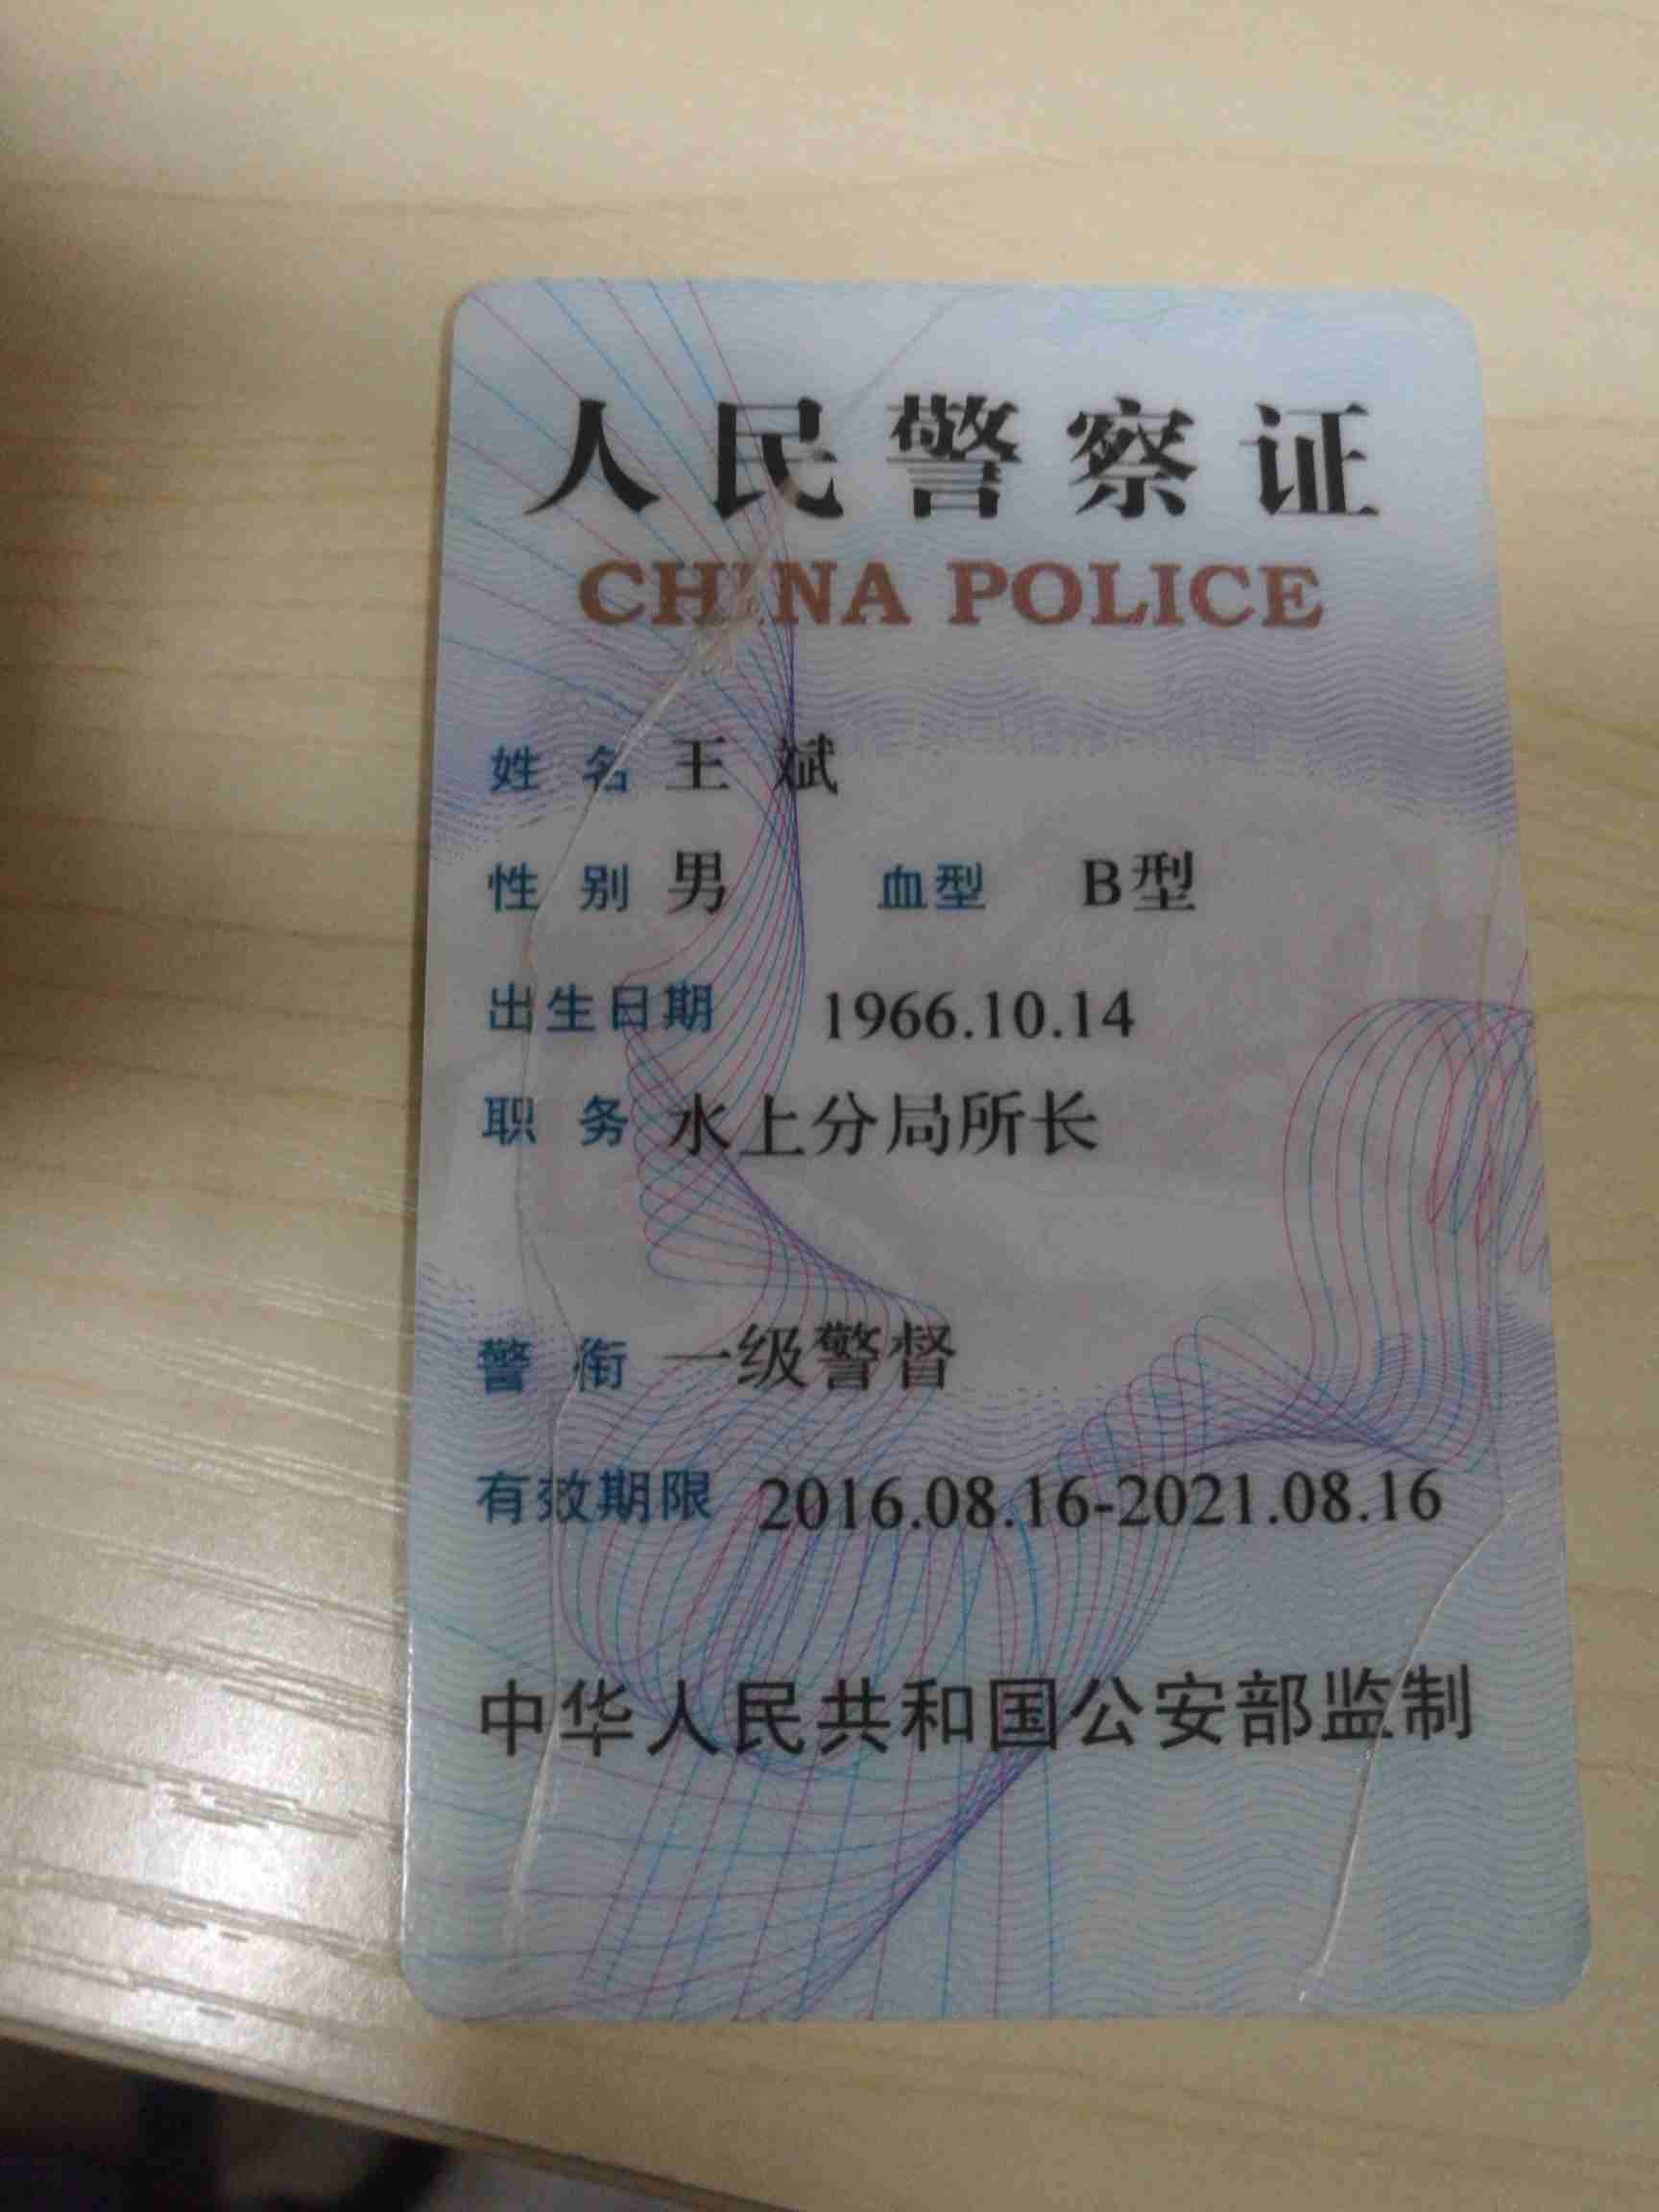 人民警察证
CHINA POLICE
姓 名 王 斌
性 别 男 血型 B型
出生日期 1966.10.14
职 务 水上分局所长
警 衔 一级警督
有效期限 2016.08.16-2021.08.16
中华人民共和国公安部监制